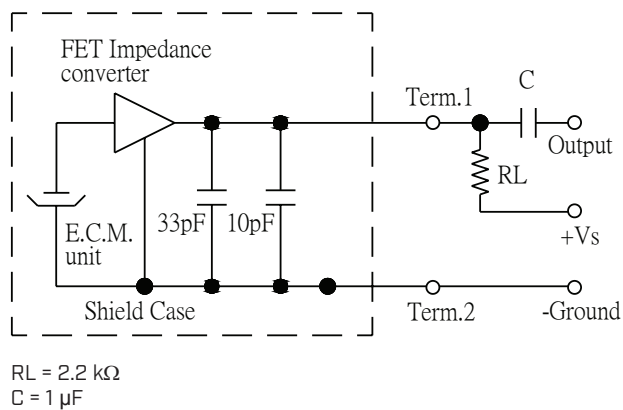 FET Impedance
converter
C
Term.1
Output
RL
33pF
10pF
+Vs
E.C.M.
unit
Shield Case
Term.2
-Ground
RL = 2.2 kΩ
C = 1 µF